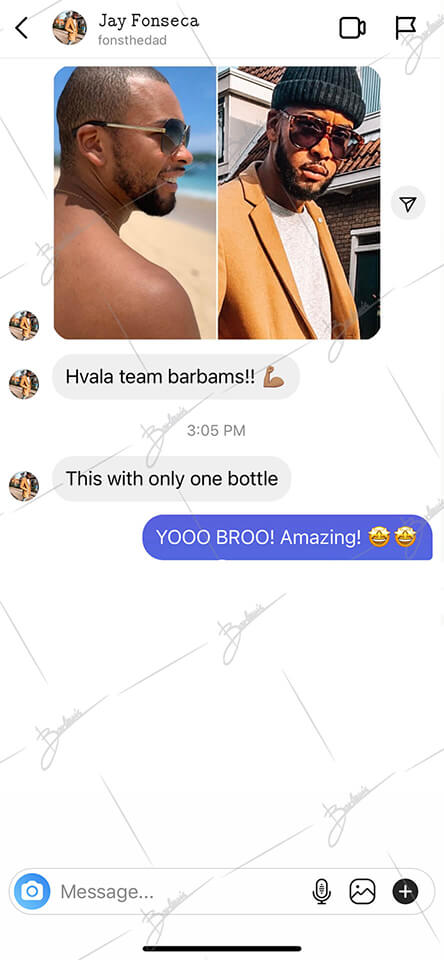 Jay Fonseca
fonsthedad
Hvala team barbams!! 💪🏽
3:05 PM
This with only one bottle
YOOO BROO! Amazing! 🤩🤩
Message...